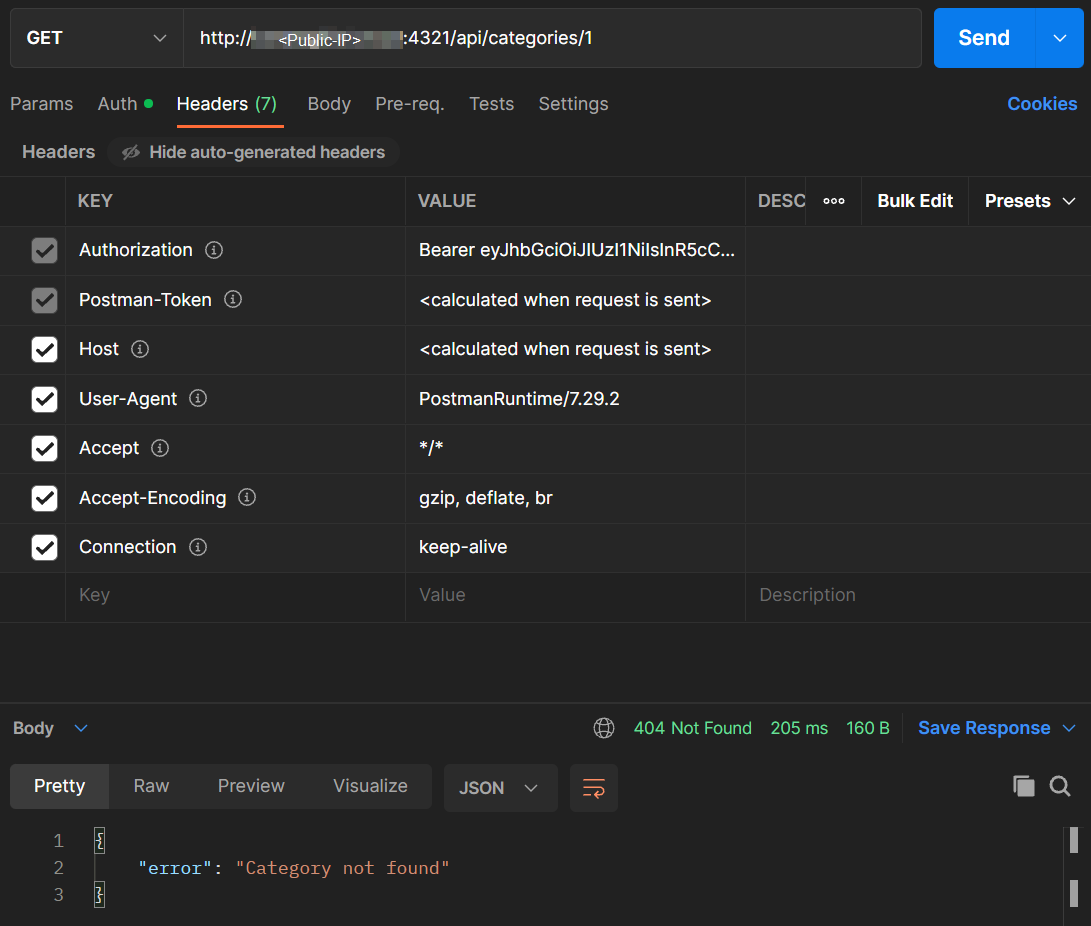 GET http://<Public-IP>:4321/api/categories/1 Send
Params Auth Headers (7) Body Pre-req. Tests Settings Cookies
Headers Hide auto-generated headers
KEY VALUE DESC ooo Bulk Edit Presets
Authorization Bearer eyJhbGciOiJIUzI1NiIsInR5cC...
Postman-Token <calculated when request is sent>
Host <calculated when request is sent>
User-Agent PostmanRuntime/7.29.2
Accept */*
Accept-Encoding gzip, deflate, br
Connection keep-alive
Key Value Description
Body 404 Not Found 205 ms 160 B Save Response
Pretty Raw Preview Visualize JSON
1 {
2 "error": "Category not found"
3 }